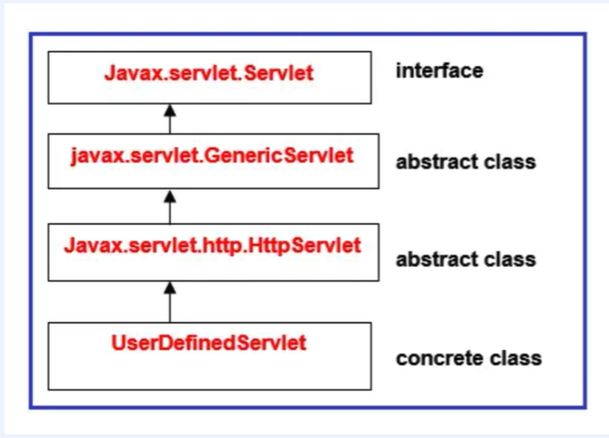 Javax.servlet.Servlet interface
javax.servlet.GenericServlet abstract class
Javax.servlet.http.HttpServlet abstract class
UserDefinedServlet concrete class